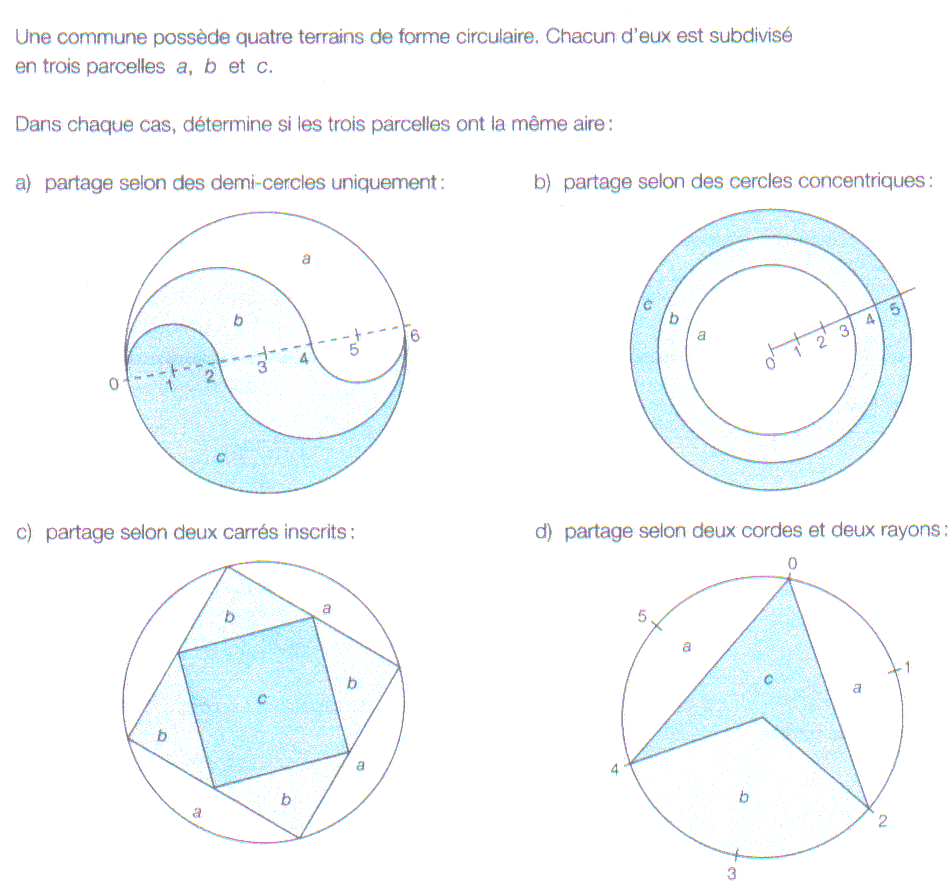 Une commune possède quatre terrains de forme circulaire. Chacun d'eux est subdivisé
en trois parcelles a, b et c.
Dans chaque cas, détermine si les trois parcelles ont la même aire :
a) partage selon des demi-cercles uniquement :
a
b
c
0
1
2
3
4
5
6
b) partage selon des cercles concentriques :
c
b
a
0
1
2
3
4
5
c) partage selon deux carrés inscrits :
b
a
c
b
b
a
b
a
d) partage selon deux cordes et deux rayons :
0
5
a
1
c
a
4
b
2
3